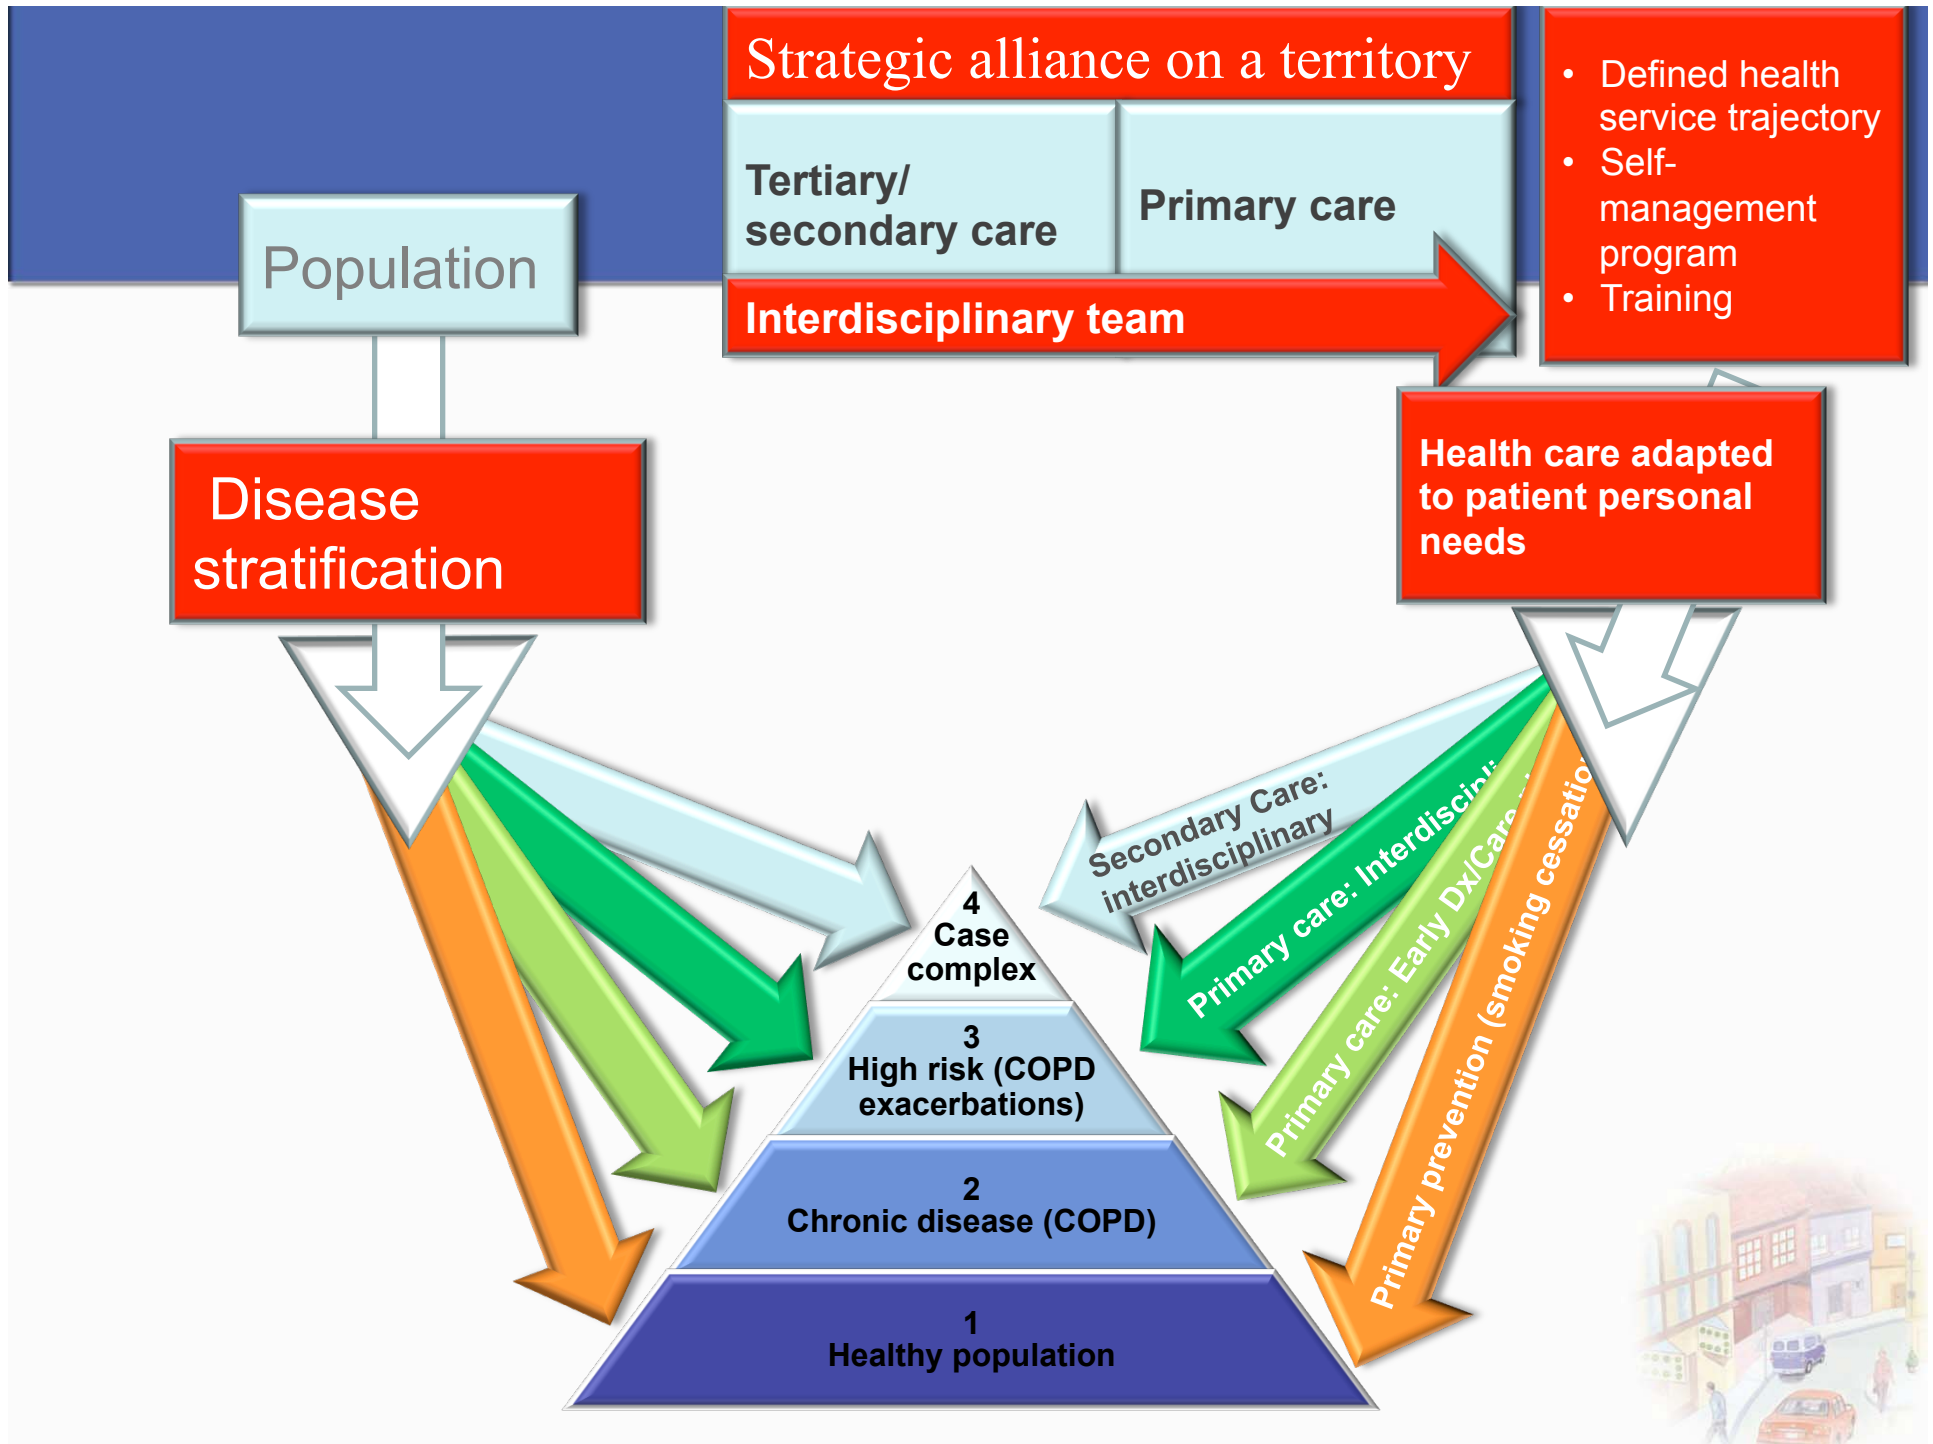 Strategic alliance on a territory
Tertiary/
secondary care
Primary care
Interdisciplinary team
• Defined health
service trajectory
• Self-
management
program
• Training
Population
Disease
stratification
Health care adapted
to patient personal
needs
Secondary Care:
interdisciplinary
Primary care:
Primary care: Early Dx/Care
Primary prevention (smoking
4
Case
complex
3
High risk (COPD
exacerbations)
2
Chronic disease (COPD)
1
Healthy population